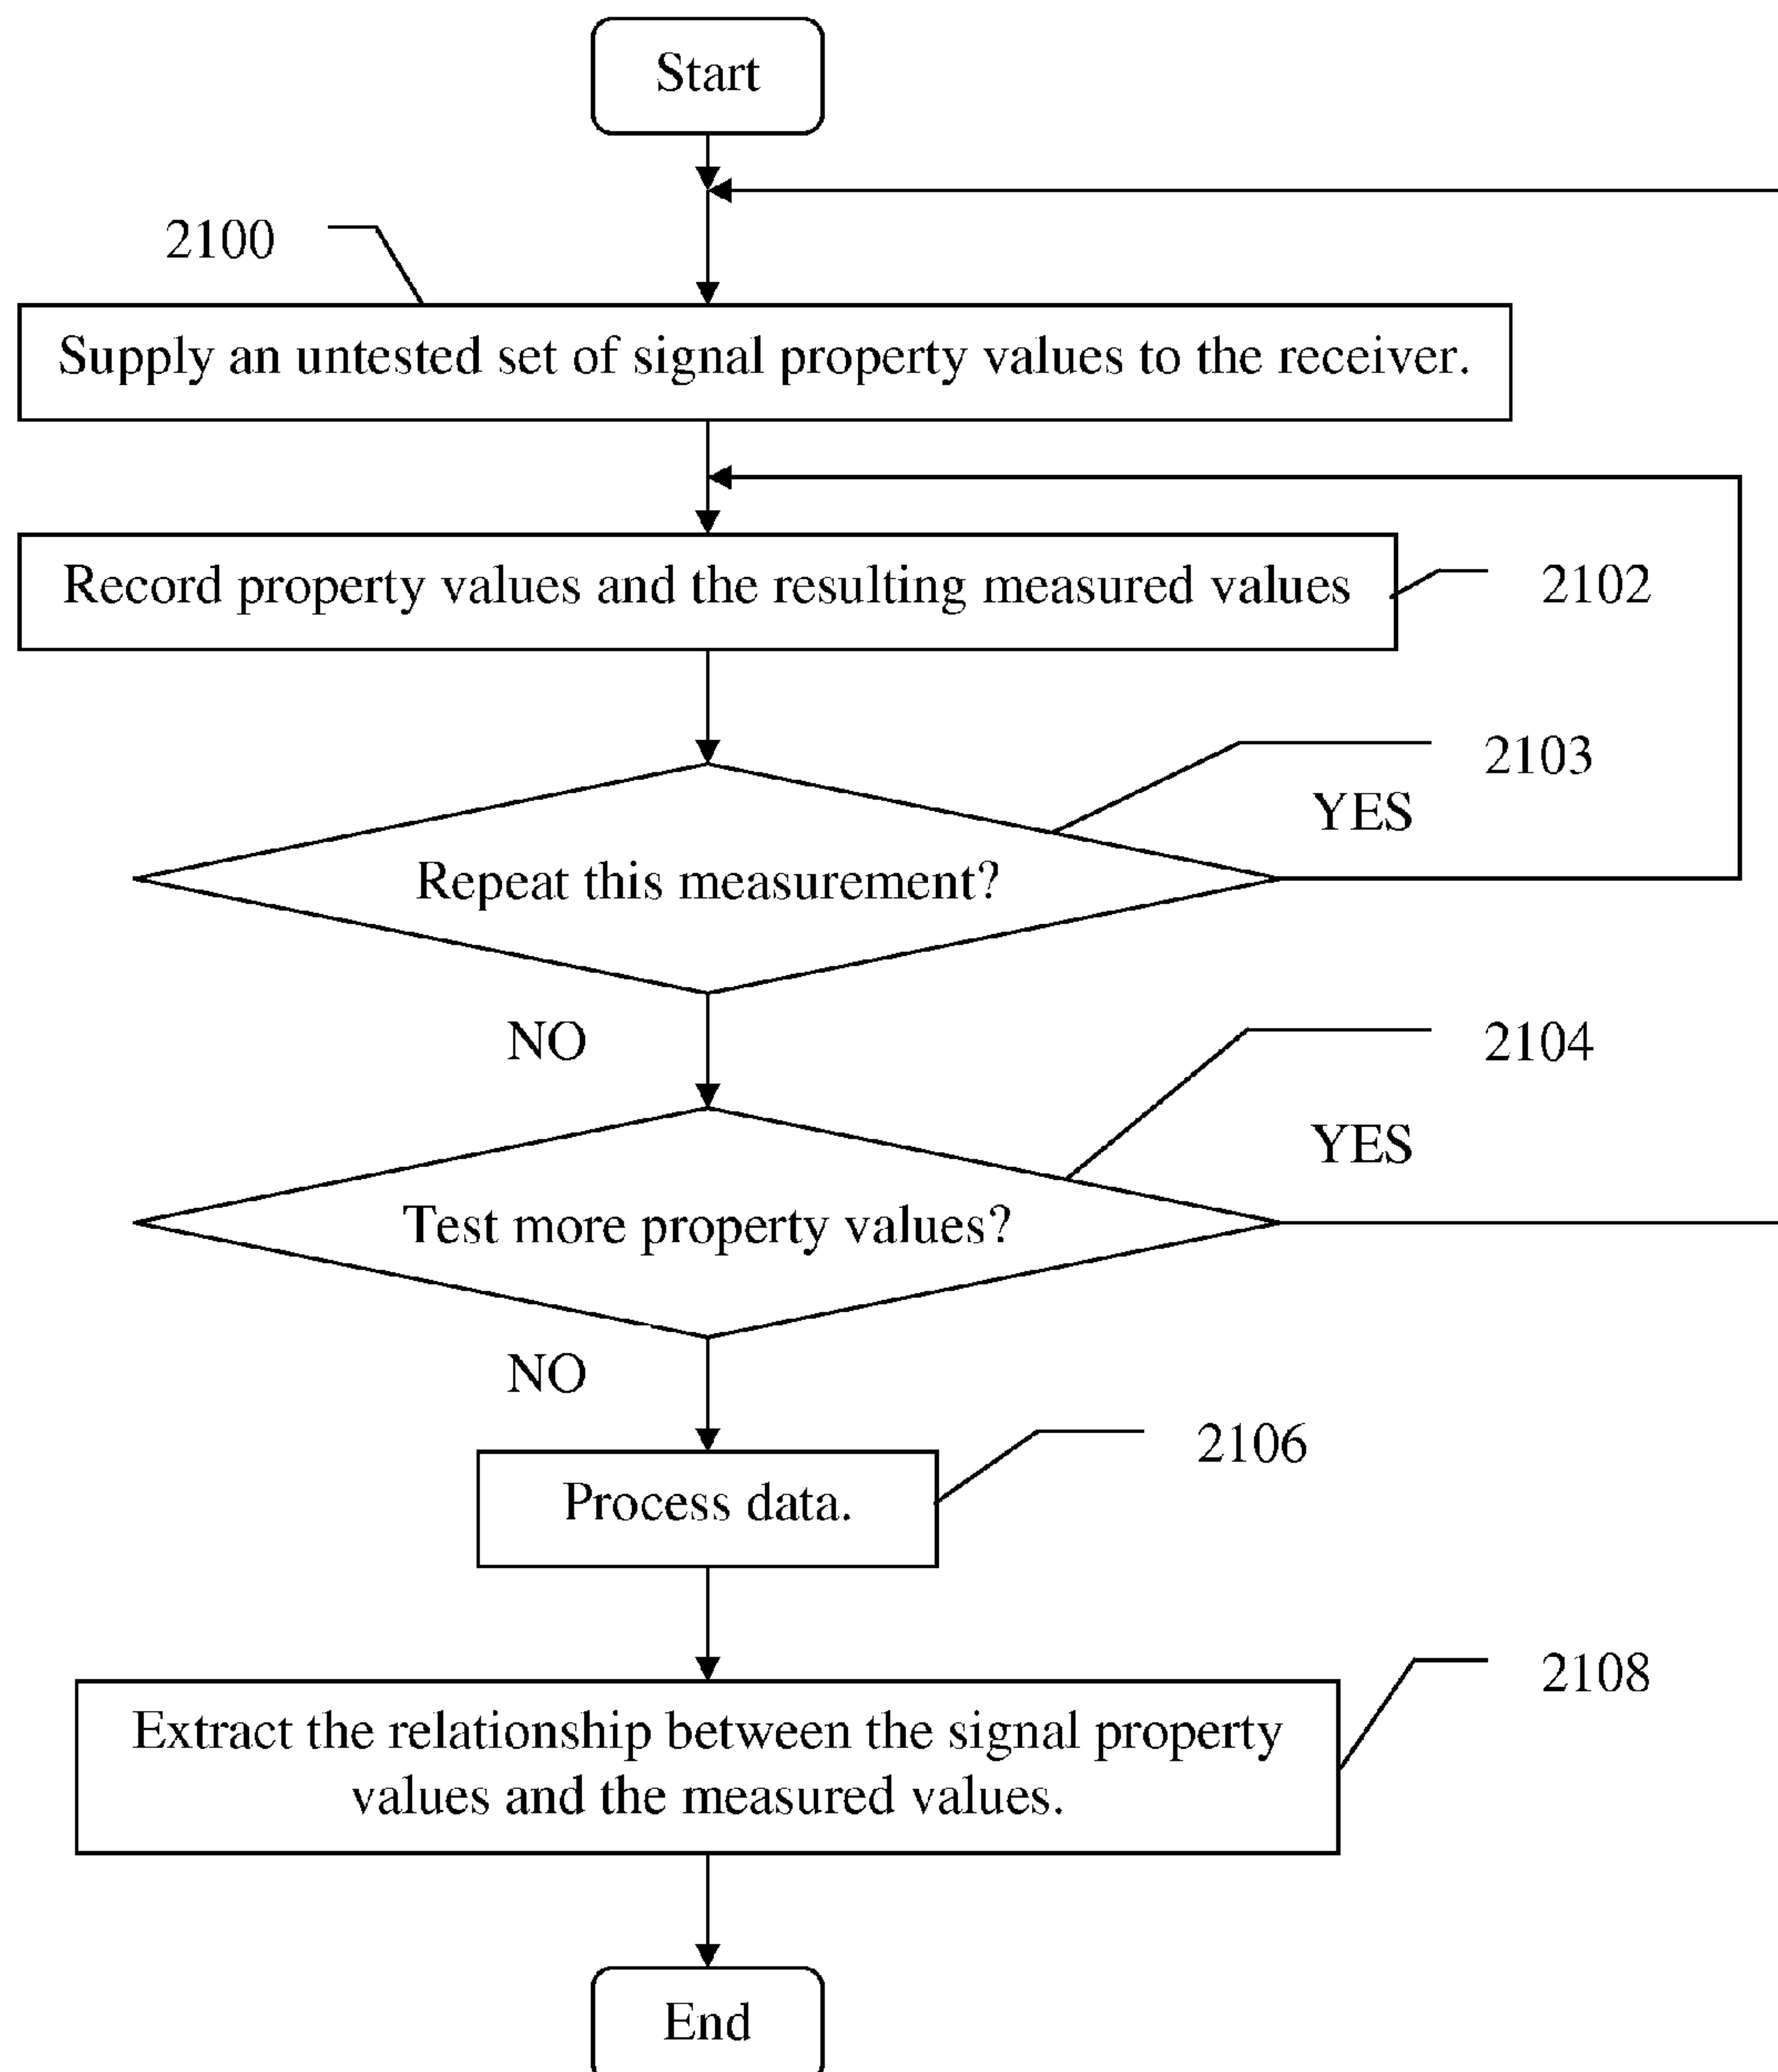 Start
2100
Supply an untested set of signal property values to the receiver.
Record property values and the resulting measured values
2102
2103
YES
Repeat this measurement?
NO
2104
YES
Test more property values?
NO
2106
Process data.
2108
Extract the relationship between the signal property
values and the measured values.
End